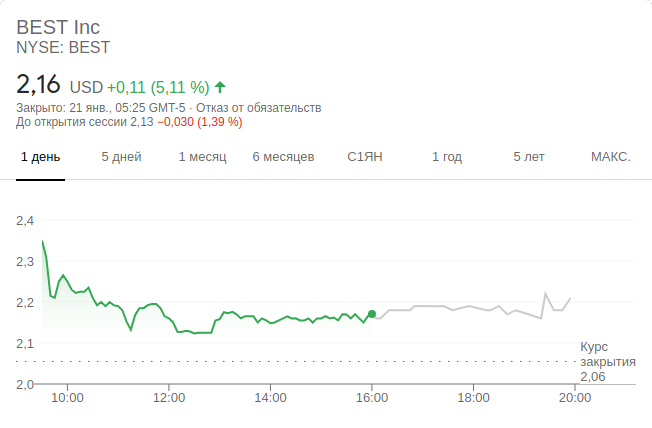 BEST Inc
NYSE: BEST
2,16 USD +0,11 (5,11 %)
Закрыто: 21 янв., 05:25 GMT-5 · Отказ от обязательств
До открытия сессии 2,13 −0,030 (1,39 %)
1 день 5 дней 1 месяц 6 месяцев С1ЯН 1 год 5 лет МАКС.
2,4
2,3
2,2
2,1
Курс
закрытия
2,06
2,0
10:00 12:00 14:00 16:00 18:00 20:00